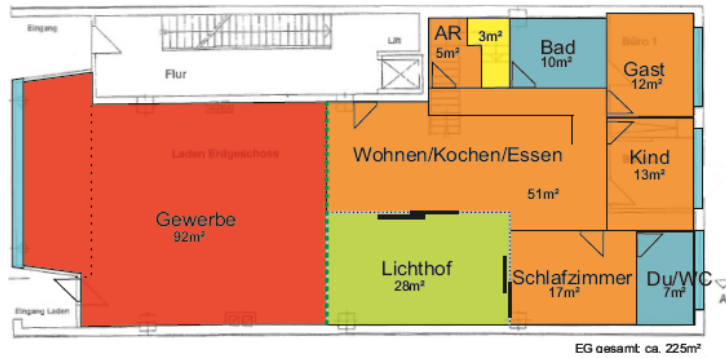 Eingang
Lift
Flur
AR
5m²
3m²
Bad
10m²
Büro 1
Gast
12m²
Laden Erdgeschoss
Wohnen/Kochen/Essen
51m²
Kind
13m²
Gewerbe
92m²
Lichthof
28m²
Schlafzimmer
17m²
Du/WC
7m²
A
Eingang Laden
EG gesamt ca. 225m²